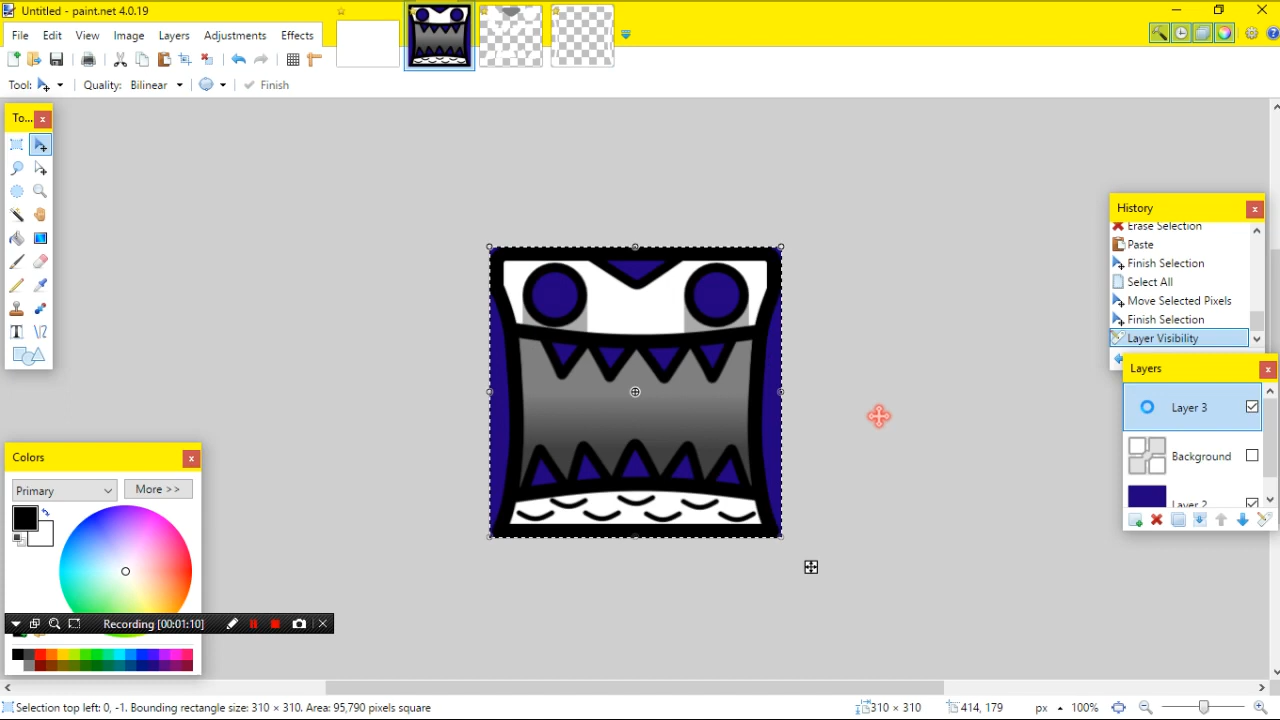 Untitled - paint.net 4.0.19
File Edit View Image Layers Adjustments Effects
Tool: Quality: Bilinear Finish
To...
History
Erase Selection
Paste
Finish Selection
Select All
Move Selected Pixels
Finish Selection
Layer Visibility
Layers
Layer 3
Background
Layer 2
Colors
Primary More >>
Recording [00:01:10]
Selection top left: 0, -1. Bounding rectangle size: 310 × 310. Area: 95,790 pixels square 310 × 310 414, 179 px 100%